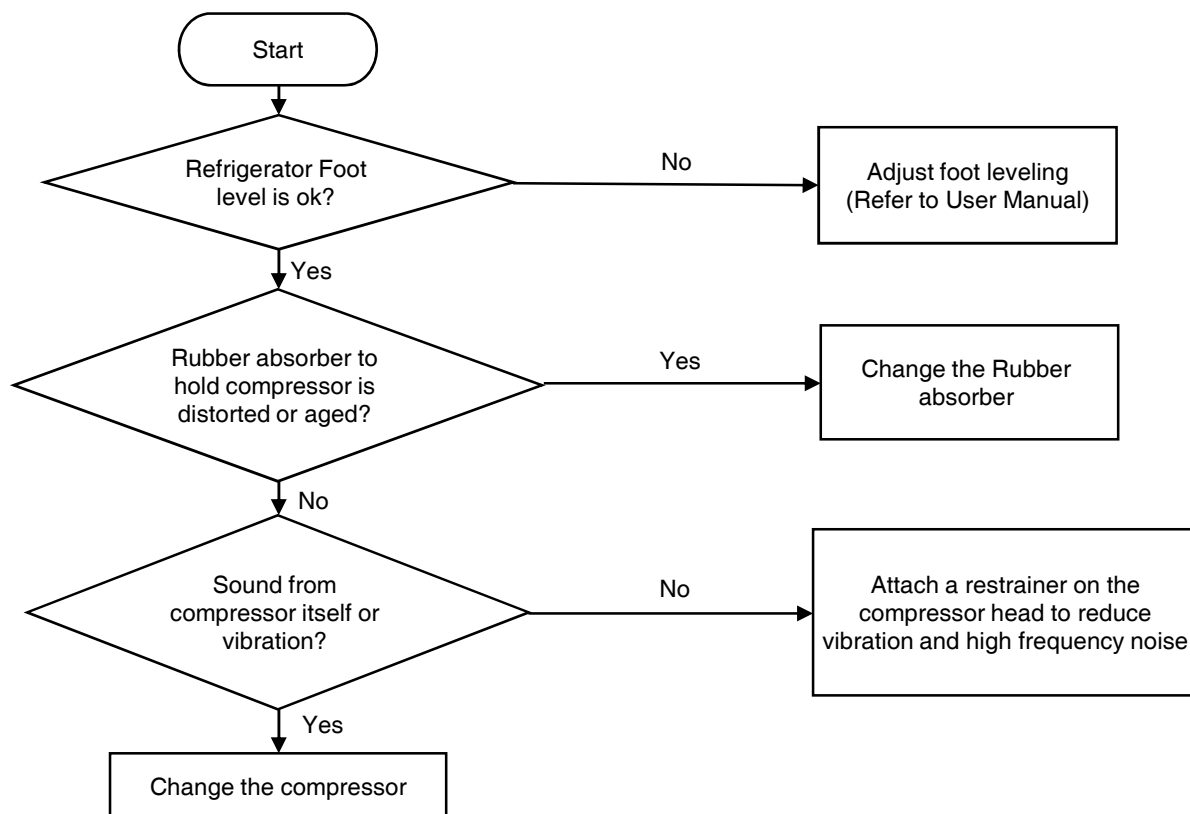 Start
Refrigerator Foot
level is ok?
No
Adjust foot leveling
(Refer to User Manual)
Yes
Rubber absorber to
hold compressor is
distorted or aged?
Yes
Change the Rubber
absorber
No
Sound from
compressor itself or
vibration?
No
Attach a restrainer on the
compressor head to reduce
vibration and high frequency noise
Yes
Change the compressor